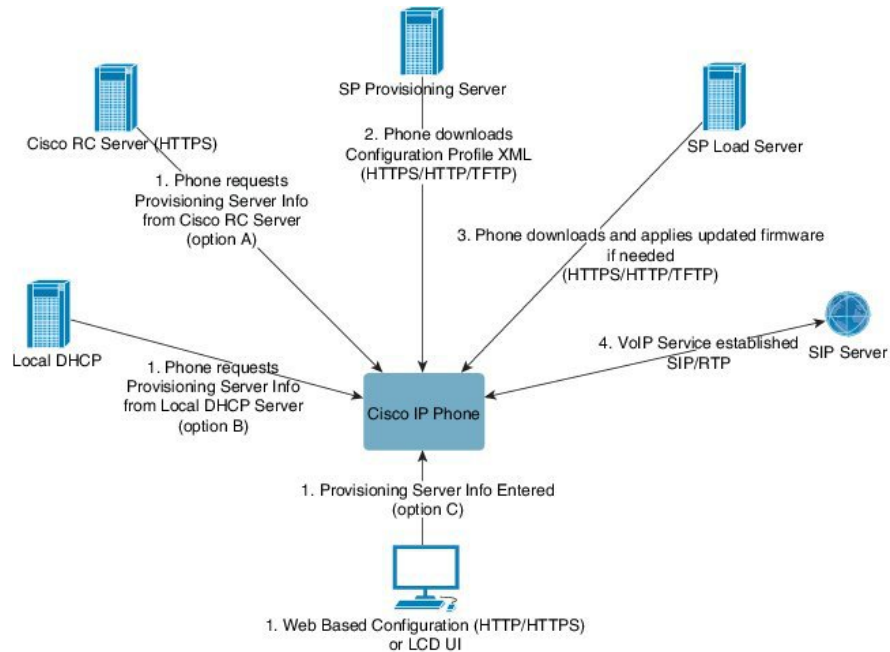 SP Provisioning Server
Cisco RC Server (HTTPS)
SP Load Server
2. Phone downloads
Configuration Profile XML
(HTTPS/HTTP/TFTP)
1. Phone requests
Provisioning Server Info
from Cisco RC Server
(option A)
3. Phone downloads and applies updated firmware
if needed
(HTTPS/HTTP/TFTP)
Local DHCP
1. Phone requests
Provisioning Server Info
from Local DHCP Server
(option B)
4. VoIP Service established
SIP/RTP
SIP Server
Cisco IP Phone
1. Provisioning Server Info Entered
(option C)
1. Web Based Configuration (HTTP/HTTPS)
or LCD UI